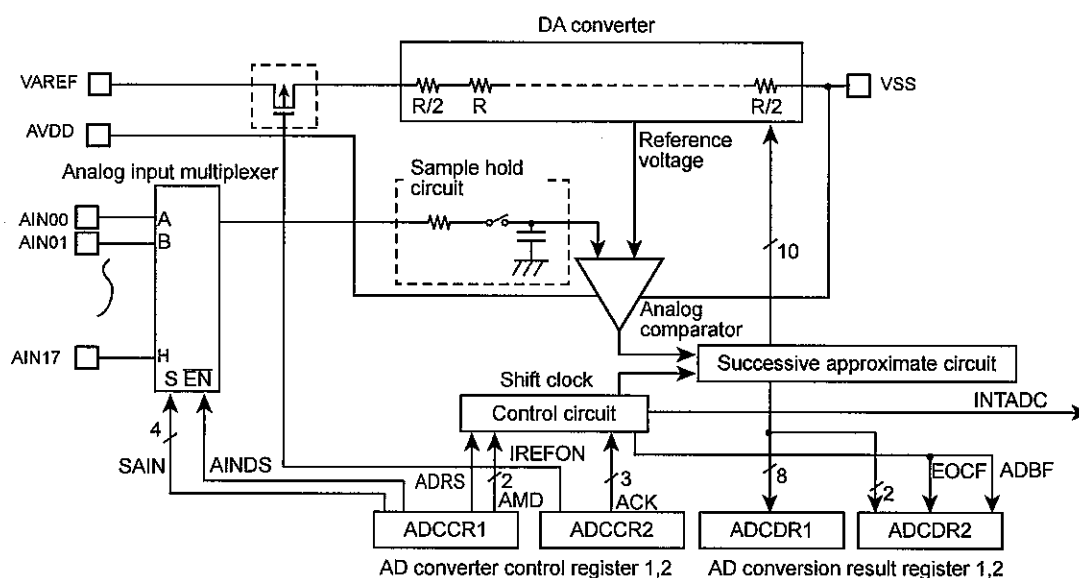 DA converter
VAREF
VSS
R/2
R
R/2
AVDD
Reference
voltage
Analog input multiplexer
Sample hold
circuit
AIN00
A
AIN01
B
10
Analog
comparator
AIN17
H
S EN
Successive approximate circuit
Shift clock
INTADC
Control circuit
4
SAIN
AINDS
IREFON
ADRS
2
AMD
3
ACK
8
2
EOCF
ADBF
ADCCR1
ADCCR2
ADCDR1
ADCDR2
AD converter control register 1,2
AD conversion result register 1,2